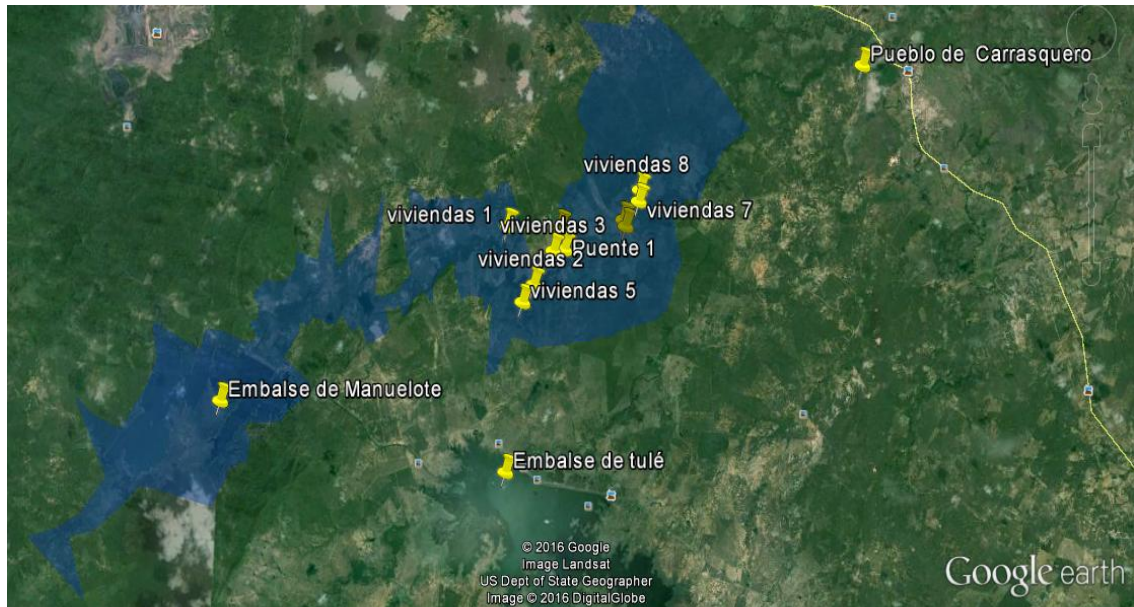 Pueblo de Carrasquero
viviendas 8
viviendas 1
viviendas 7
viviendas 3
Puente 1
viviendas 2
viviendas 5
Embalse de Manuelote
Embalse de tulé
© 2016 Google
Image Landsat
US Dept of State Geographer
Image © 2016 DigitalGlobe
Google earth